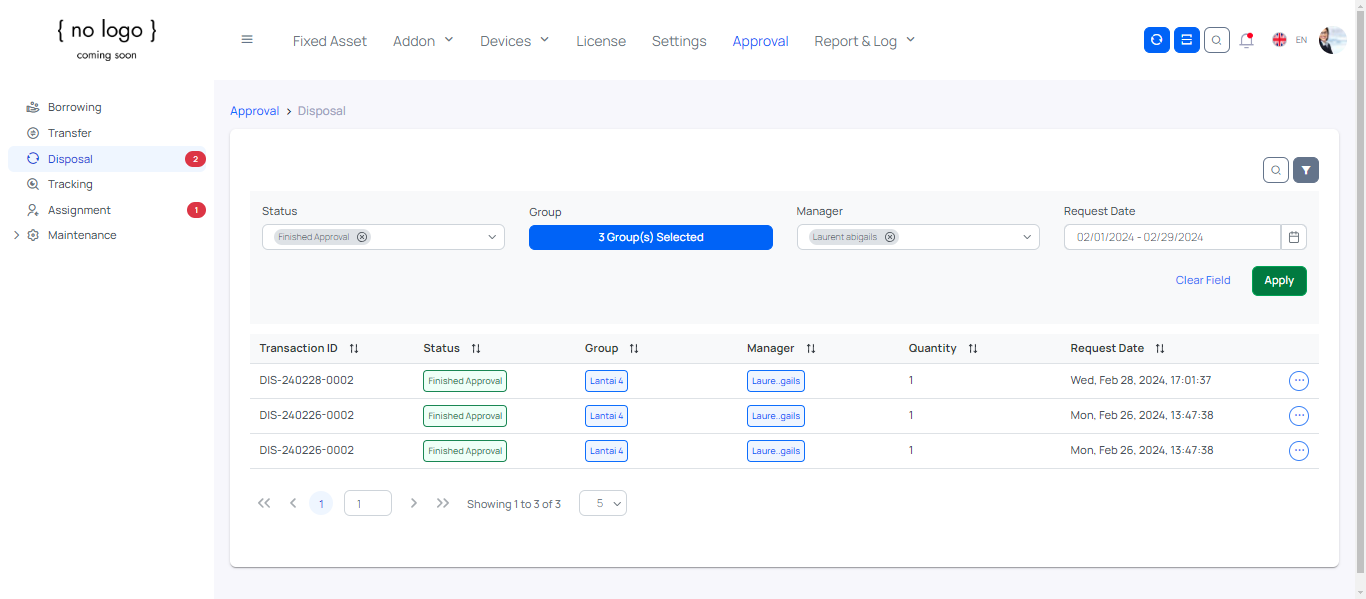 { no logo }
coming soon
Fixed Asset Addon Devices License Settings Approval Report & Log EN
Borrowing
Transfer
Disposal 2
Tracking
Assignment 1
Maintenance
Approval > Disposal
Status Group Manager Request Date
Finished Approval 3 Group(s) Selected Laurent abigails 02/01/2024 - 02/29/2024
Clear Field Apply
Transaction ID Status Group Manager Quantity Request Date
DIS-240228-0002 Finished Approval Lantai 4 Laure..gails 1 Wed, Feb 28, 2024, 17:01:37
DIS-240226-0002 Finished Approval Lantai 4 Laure..gails 1 Mon, Feb 26, 2024, 13:47:38
DIS-240226-0002 Finished Approval Lantai 4 Laure..gails 1 Mon, Feb 26, 2024, 13:47:38
1 1 Showing 1 to 3 of 3 5